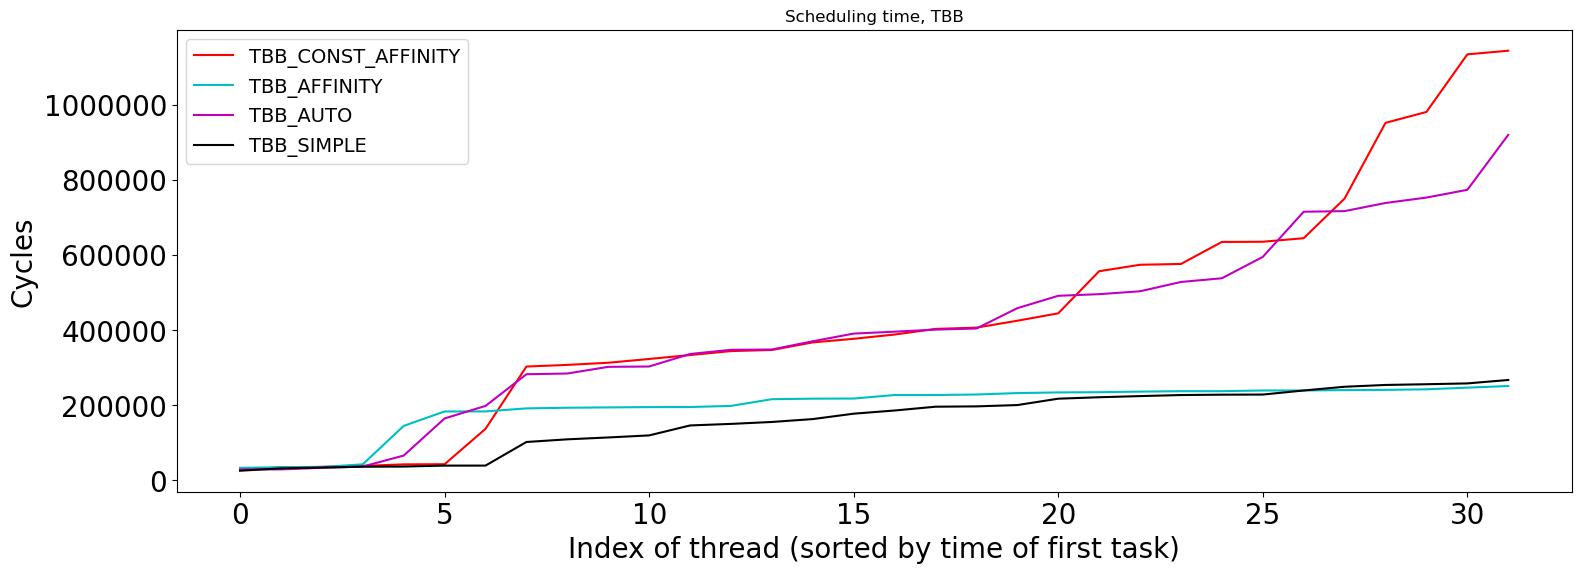 Scheduling time, TBB
TBB_CONST_AFFINITY
TBB_AFFINITY
TBB_AUTO
TBB_SIMPLE
Cycles
1000000
800000
600000
400000
200000
0
0 5 10 15 20 25 30
Index of thread (sorted by time of first task)